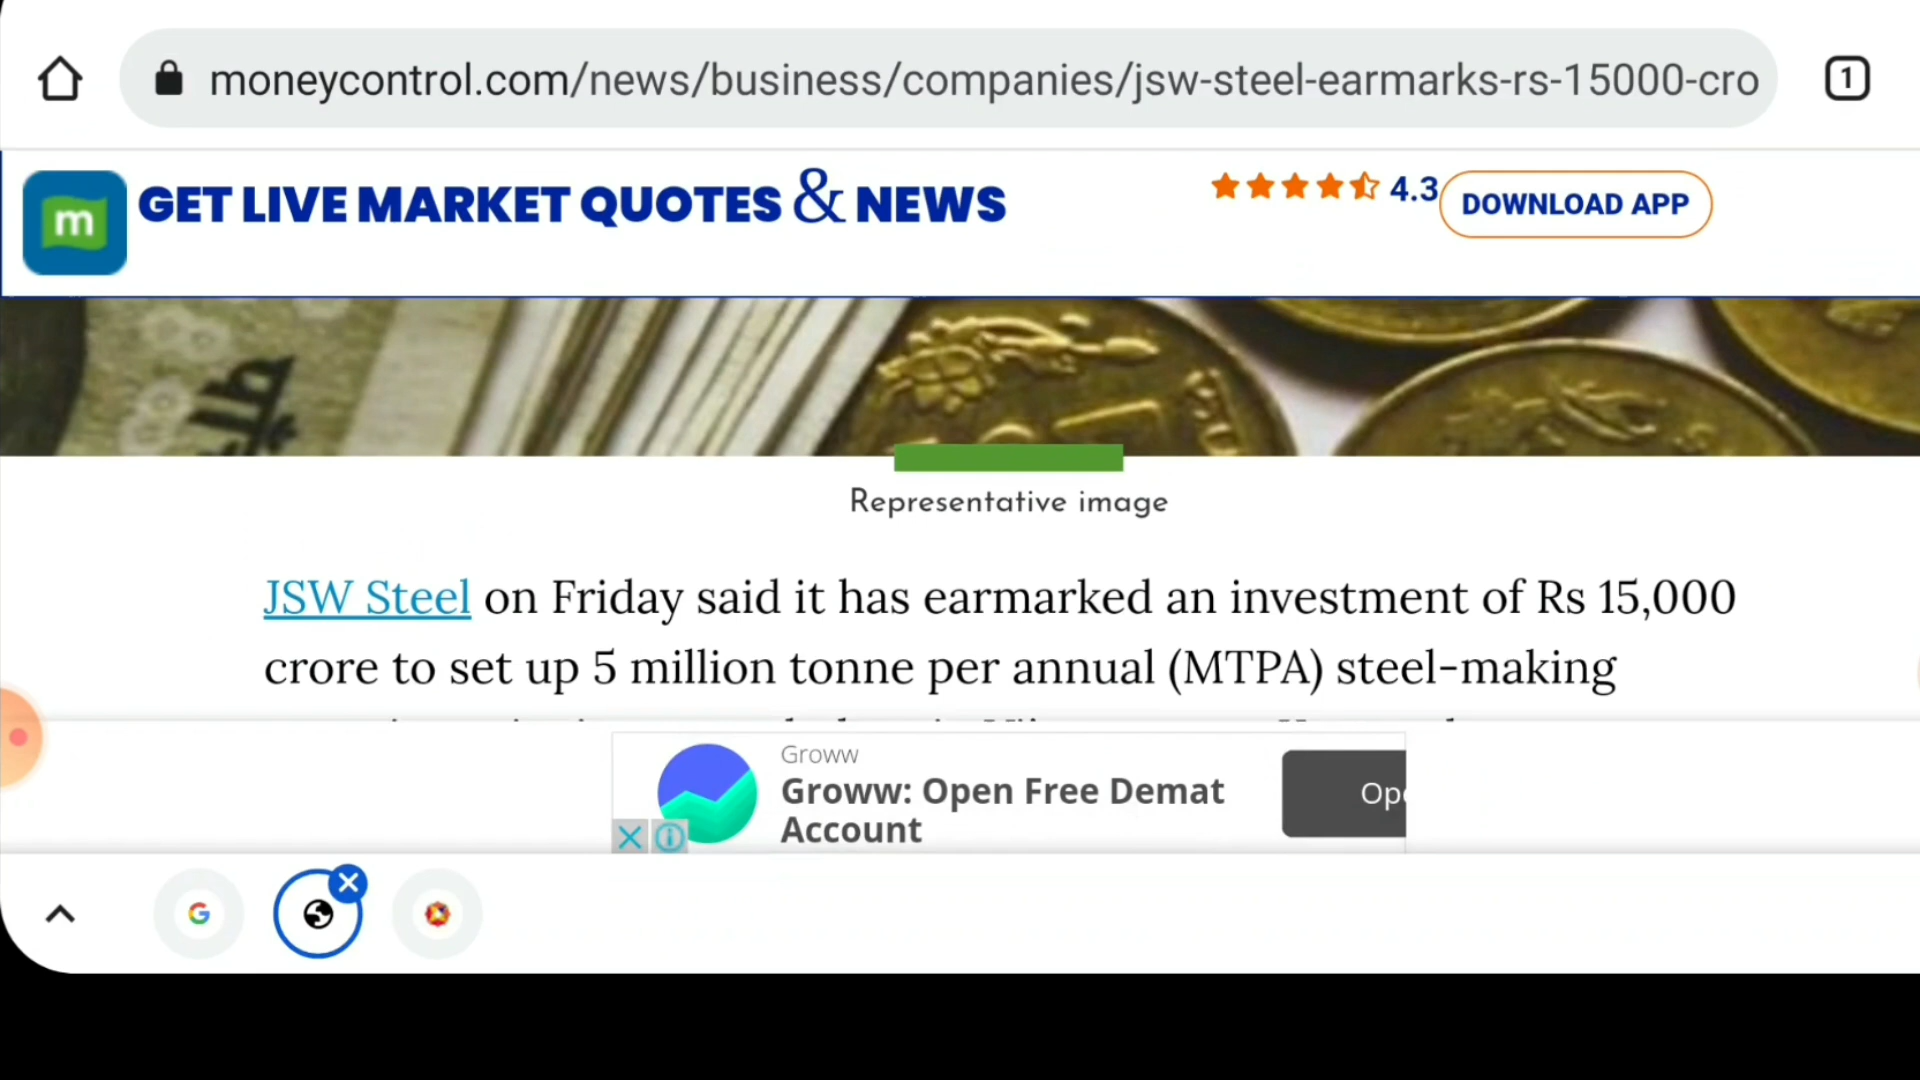 moneycontrol.com/news/business/companies/jsw-steel-earmarks-rs-15000-cro
1
m
GET LIVE MARKET QUOTES & NEWS
4.3
DOWNLOAD APP
Representative image
JSW Steel on Friday said it has earmarked an investment of Rs 15,000
crore to set up 5 million tonne per annual (MTPA) steel-making
Groww
Groww: Open Free Demat
Account
G